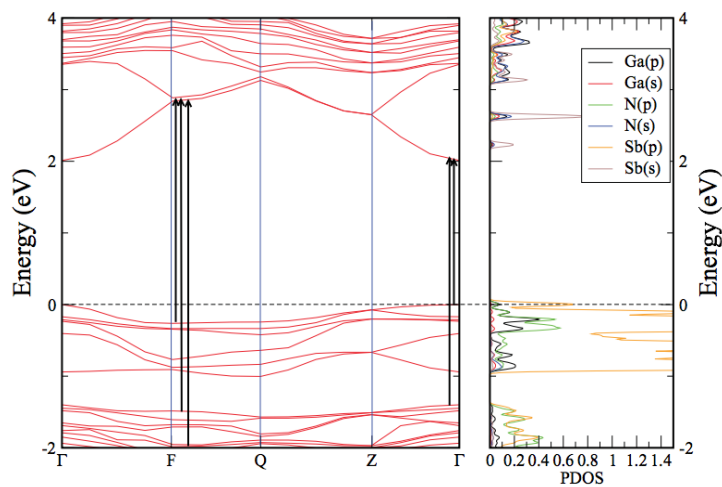 4
2
0
-2
Energy (eV)
Γ
F
Q
Z
Γ
4
2
0
-2
Energy (eV)
Ga(p)
Ga(s)
N(p)
N(s)
Sb(p)
Sb(s)
0 0.2 0.4 0.6 0.8 1 1.2 1.4
PDOS